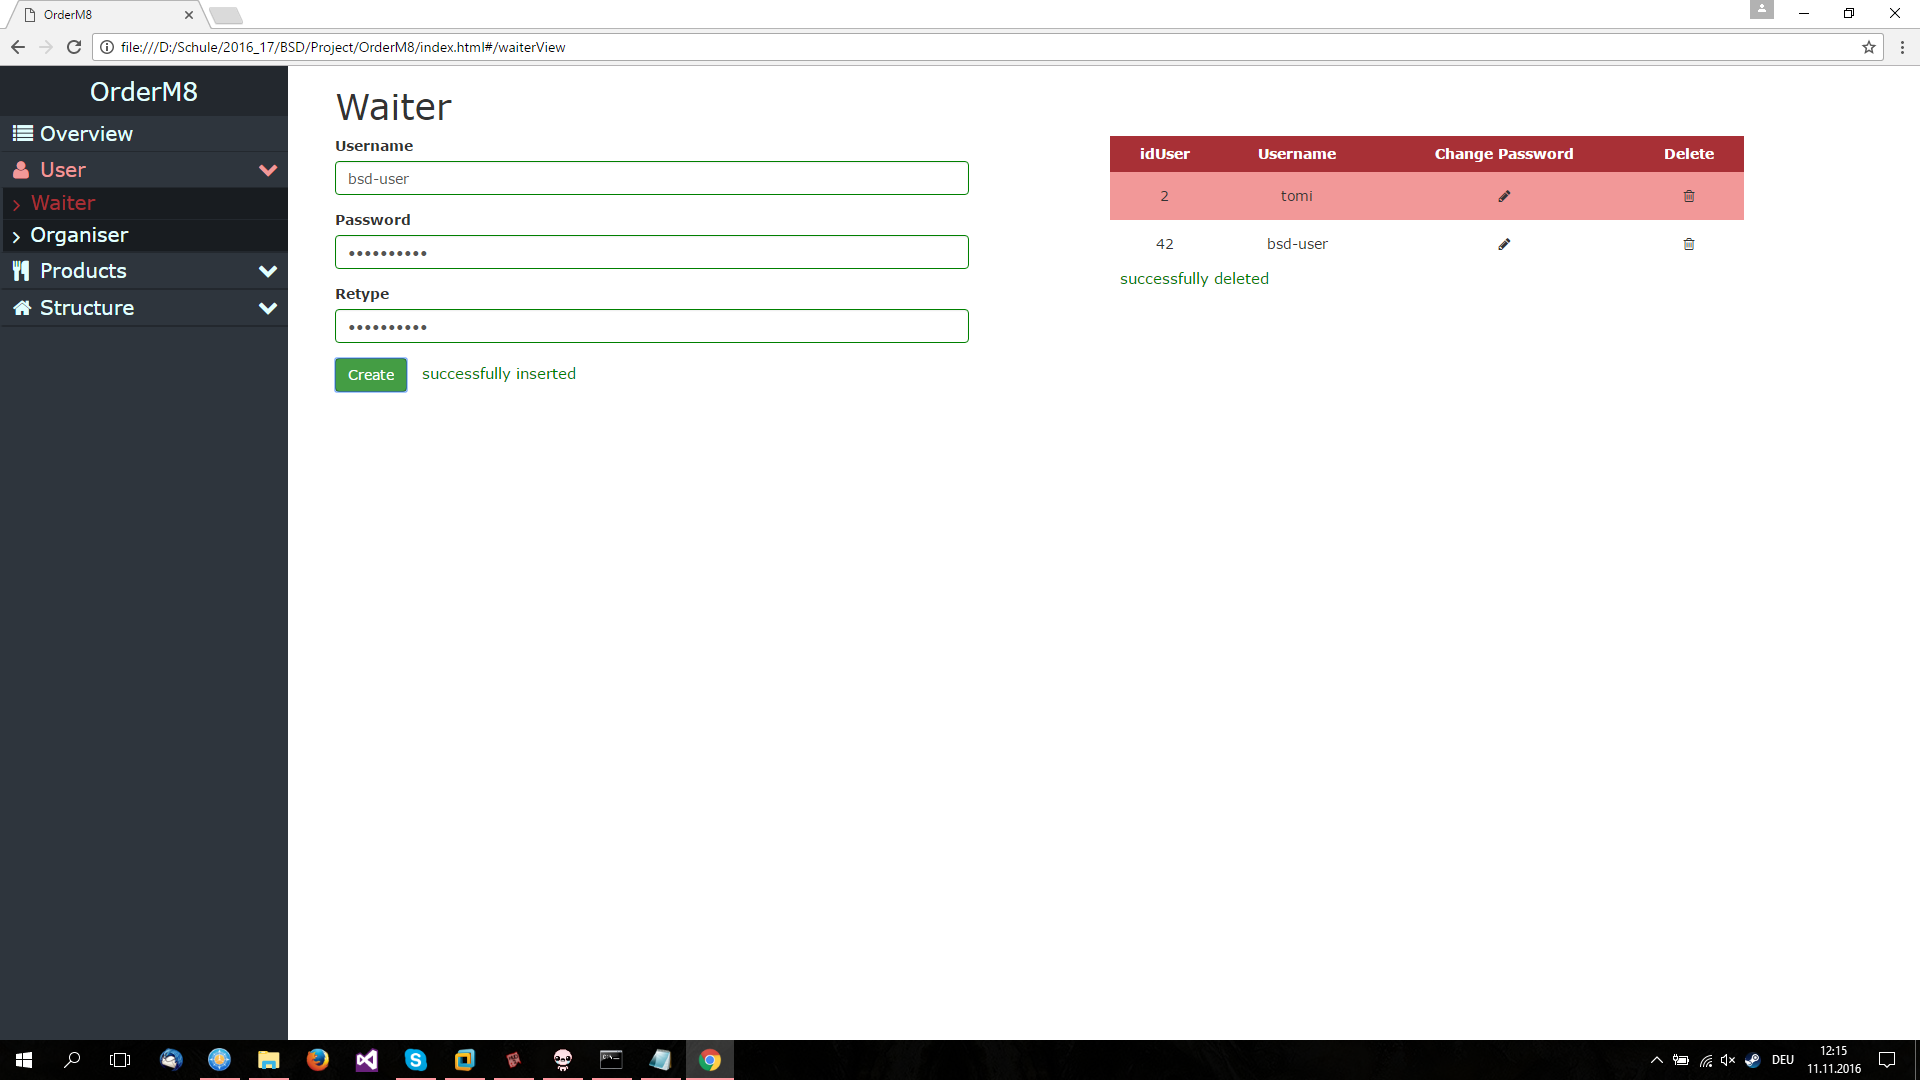 OrderM8
file:///D:/Schule/2016_17/BSD/Project/OrderM8/index.html#/waiterView
OrderM8
Overview
User
Waiter
Organiser
Products
Structure
Waiter
Username
bsd-user
Password
••••••••••
Retype
••••••••••
Create successfully inserted
idUser Username Change Password Delete
2 tomi
42 bsd-user
successfully deleted
DEU
12:15
11.11.2016